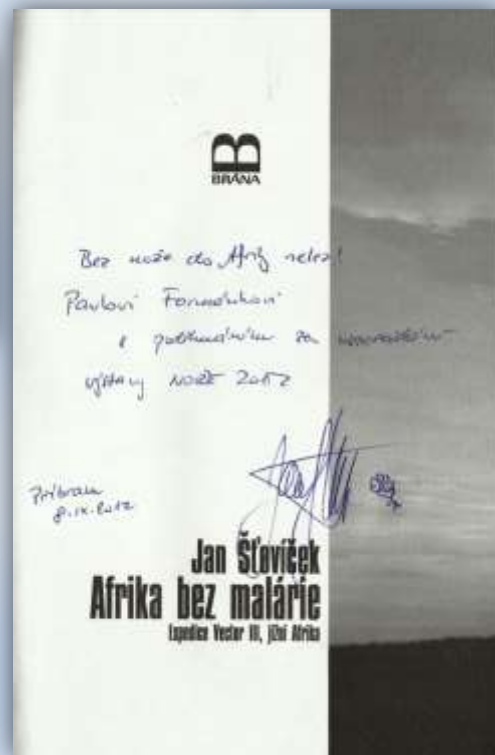 B
BRÁNA
Bez nože do Afriky nelez!
Pavlovi Formánkovi
s poděkováním za
výstavy NOŽE 2012
Příbram
8.IX.2012
Jan Šťovíček
Afrika bez malárie
Expedice Vector III, jižní Afrika